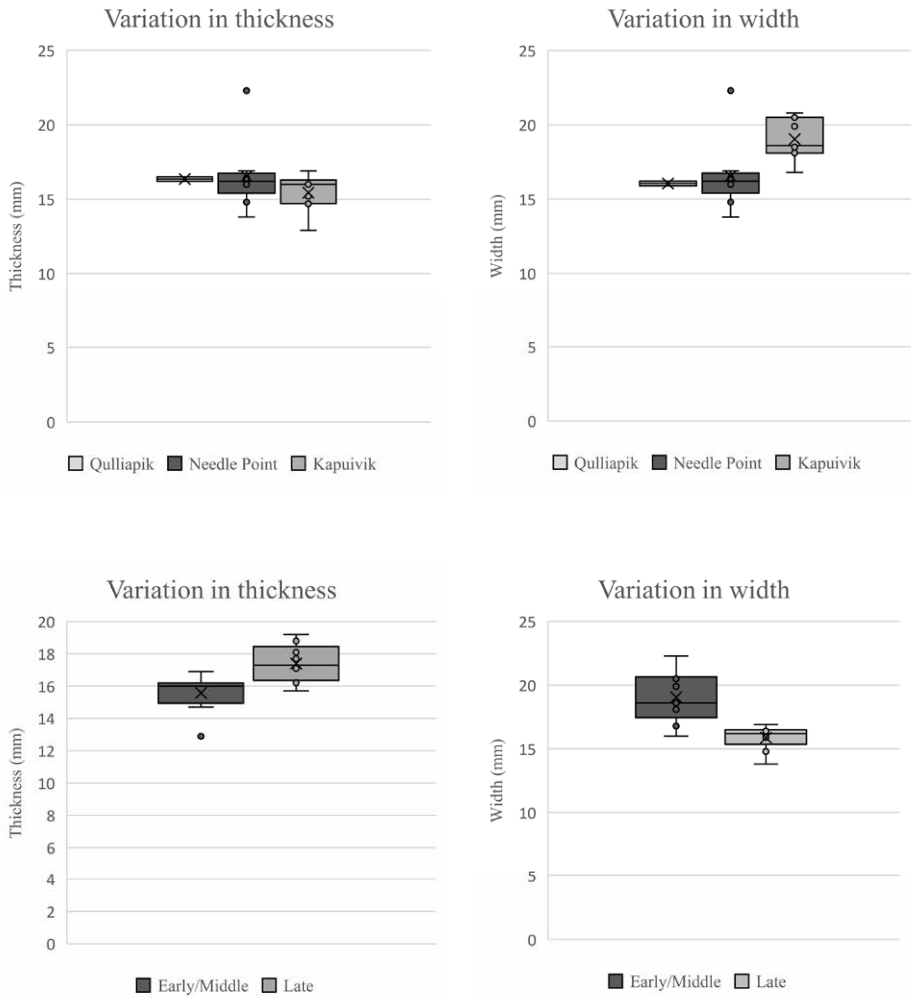 Variation in thickness
25
20
15
10
5
0
Thickness (mm)
Qulliapik Needle Point Kapuivik
Variation in width
25
20
15
10
5
0
Width (mm)
Qulliapik Needle Point Kapuivik
Variation in thickness
20
18
16
14
12
10
8
6
4
2
0
Thickness (mm)
Early/Middle Late
Variation in width
25
20
15
10
5
0
Width (mm)
Early/Middle Late